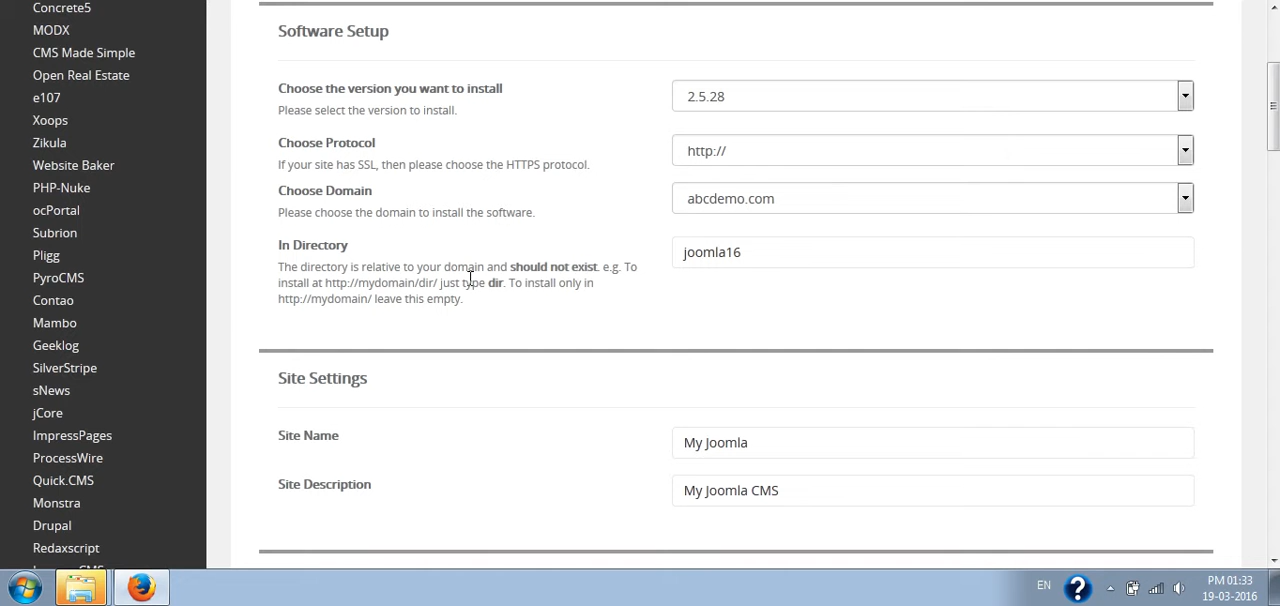 Concrete5
MODX
CMS Made Simple
Open Real Estate
e107
Xoops
Zikula
Website Baker
PHP-Nuke
ocPortal
Subrion
Pligg
PyroCMS
Contao
Mambo
Geeklog
SilverStripe
sNews
jCore
ImpressPages
ProcessWire
Quick.CMS
Monstra
Drupal
Redaxscript
Software Setup
Choose the version you want to install
Please select the version to install.
2.5.28
Choose Protocol
If your site has SSL, then please choose the HTTPS protocol.
http://
Choose Domain
Please choose the domain to install the software.
abcdemo.com
In Directory
The directory is relative to your domain and should not exist. e.g. To
install at http://mydomain/dir/ just type dir. To install only in
http://mydomain/ leave this empty.
joomla16
Site Settings
Site Name
My Joomla
Site Description
My Joomla CMS
EN
PM 01:33
19-03-2016